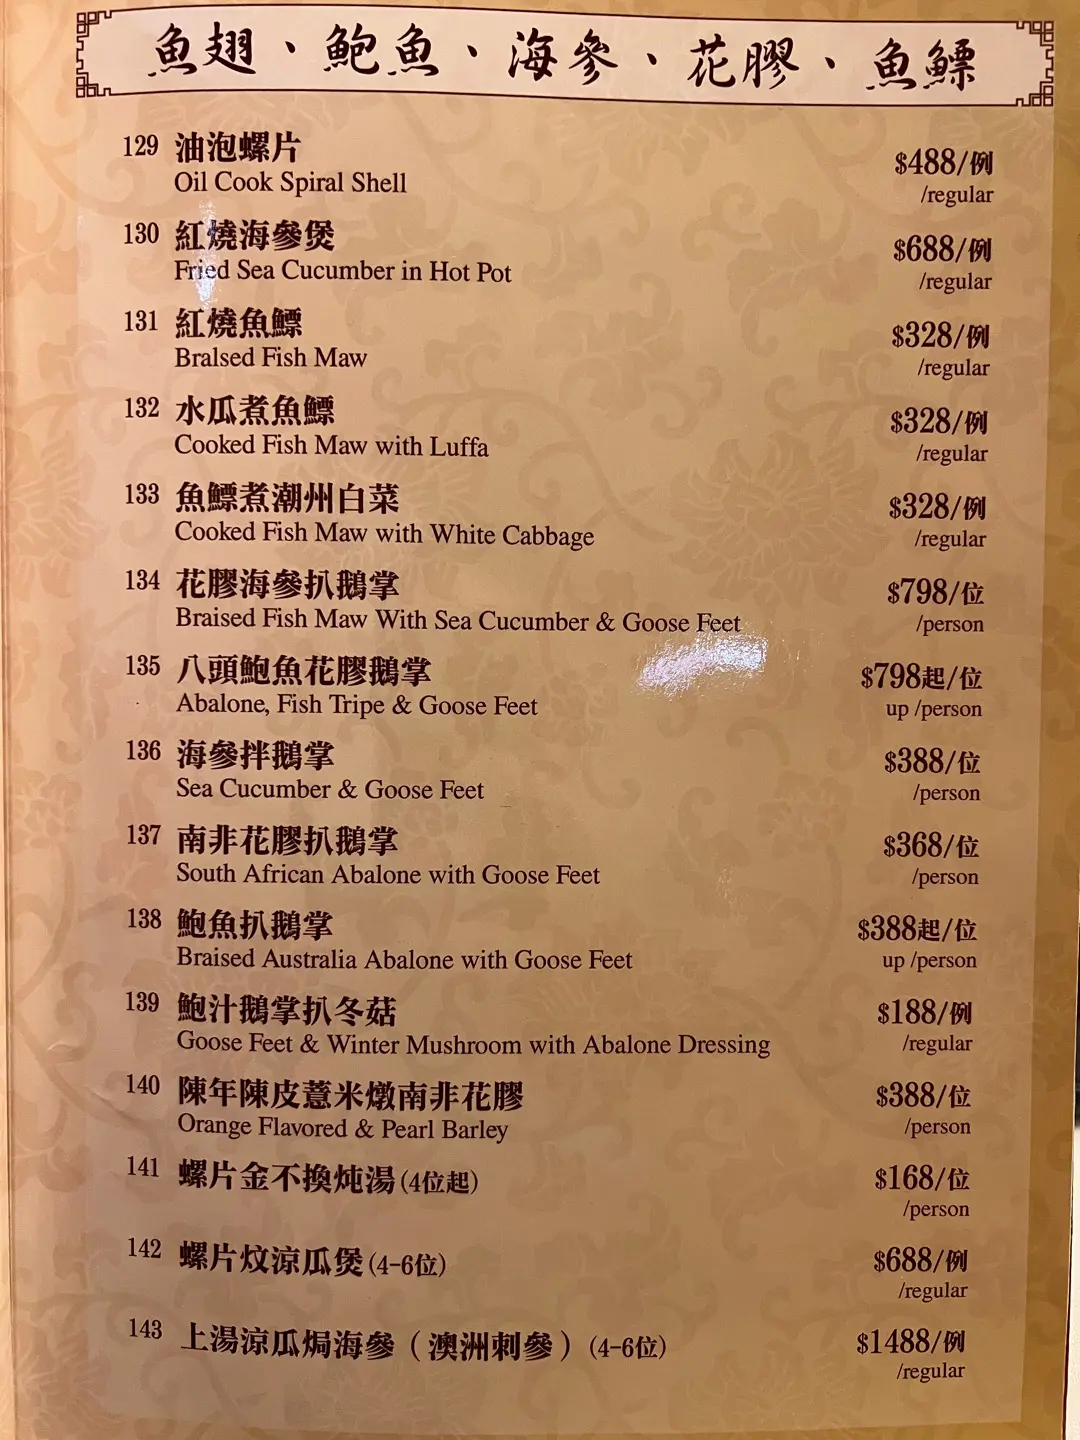 魚翅、鮑魚、海參、花膠、魚鰾
129 油泡螺片
Oil Cook Spiral Shell
$488/例
/regular
130 紅燒海參煲
Fried Sea Cucumber in Hot Pot
$688/例
/regular
131 紅燒魚鰾
Bralsed Fish Maw
$328/例
/regular
132 水瓜煮魚鰾
Cooked Fish Maw with Luffa
$328/例
/regular
133 魚鰾煮潮州白菜
Cooked Fish Maw with White Cabbage
$328/例
/regular
134 花膠海參扒鵝掌
Braised Fish Maw With Sea Cucumber & Goose Feet
$798/位
/person
135 八頭鮑魚花膠鵝掌
Abalone, Fish Tripe & Goose Feet
$798起/位
up /person
136 海參拌鵝掌
Sea Cucumber & Goose Feet
$388/位
/person
137 南非花膠扒鵝掌
South African Abalone with Goose Feet
$368/位
/person
138 鮑魚扒鵝掌
Braised Australia Abalone with Goose Feet
$388起/位
up /person
139 鮑汁鵝掌扒冬菇
Goose Feet & Winter Mushroom with Abalone Dressing
$188/例
/regular
140 陳年陳皮薏米燉南非花膠
Orange Flavored & Pearl Barley
$388/位
/person
141 螺片金不換炖湯(4位起)
$168/位
/person
142 螺片炆涼瓜煲(4-6位)
$688/例
/regular
143 上湯涼瓜焗海參(澳洲刺參)(4-6位)
$1488/例
/regular